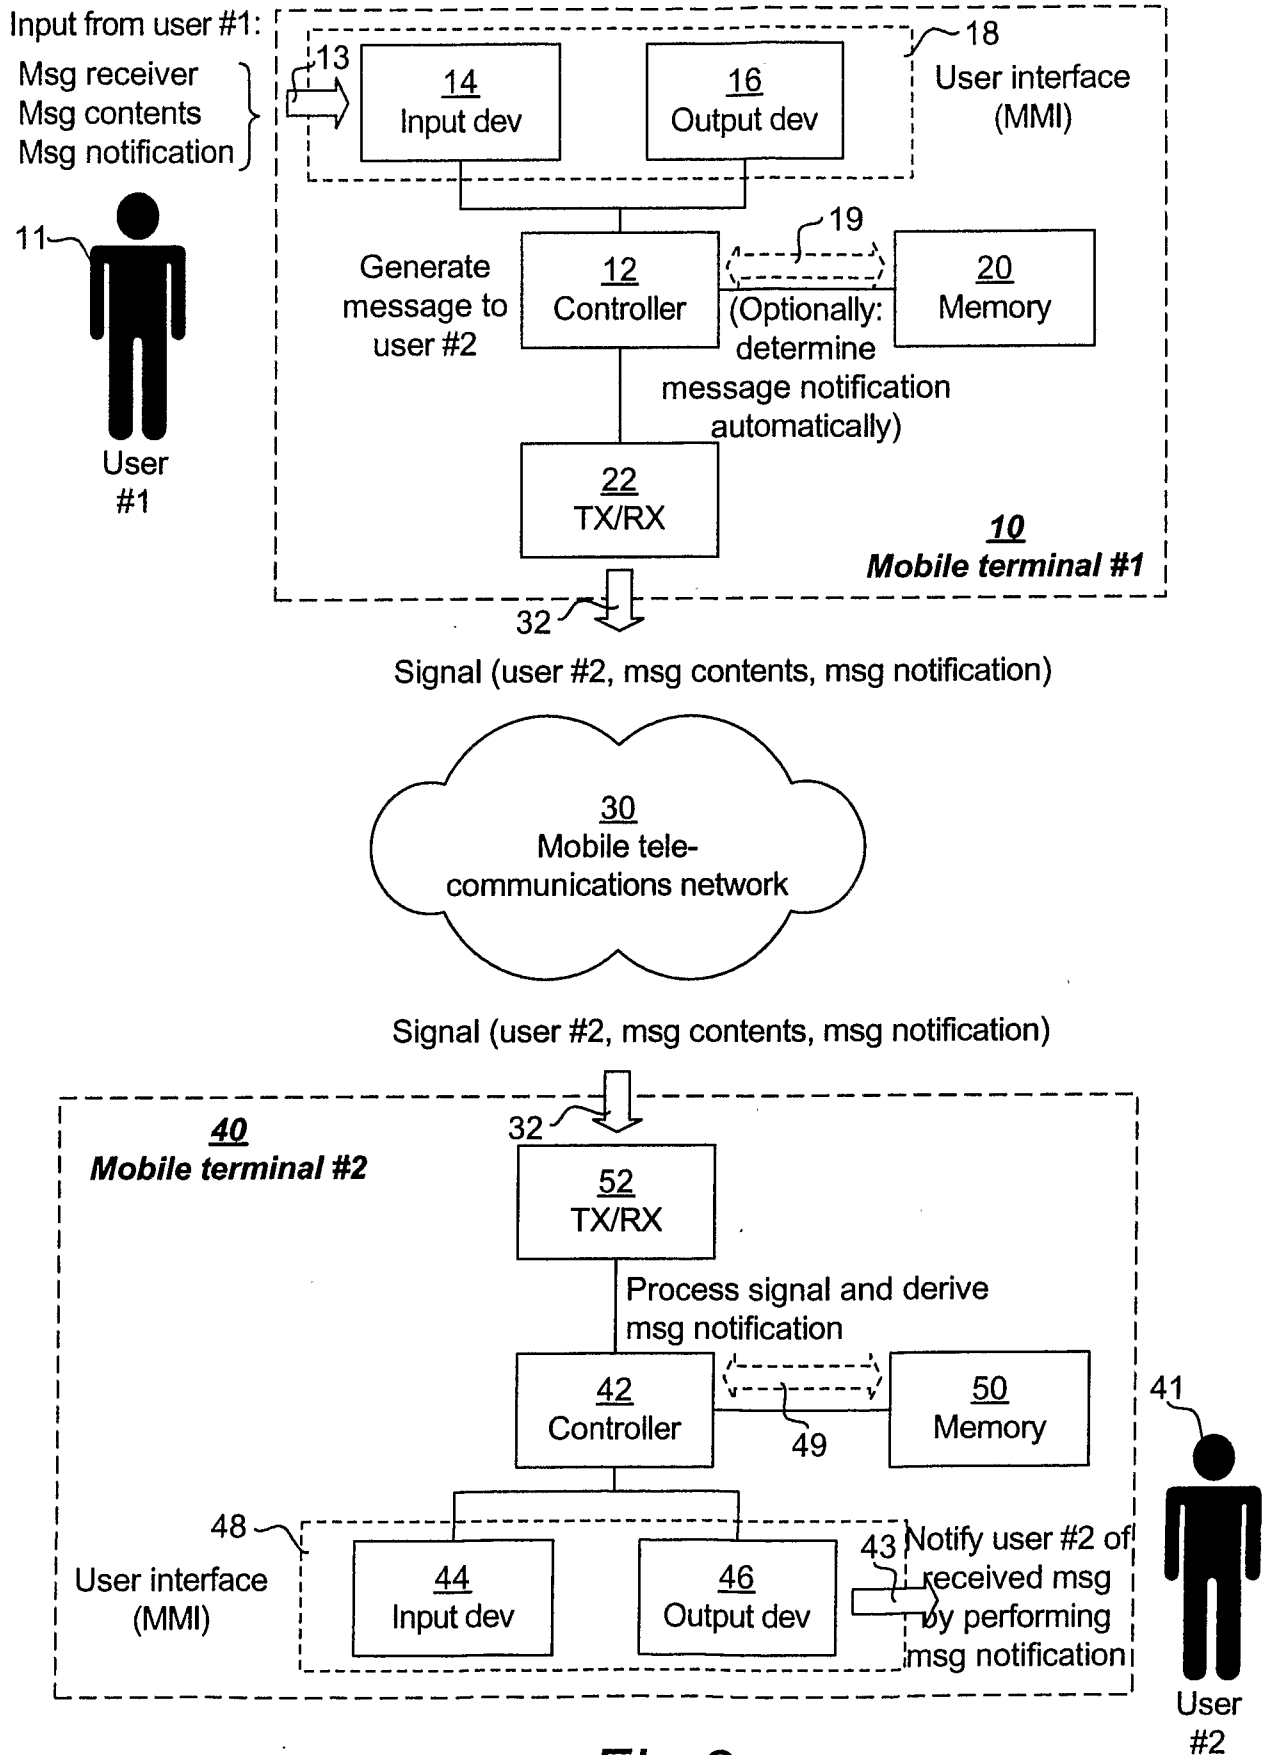 Input from user #1:
Msg receiver
Msg contents
Msg notification
13
14
Input dev
16
Output dev
18
User interface
(MMI)
11
User
#1
Generate
message to
user #2
12
Controller
19
20
Memory
(Optionally:
determine
message notification
automatically)
22
TX/RX
10
Mobile terminal #1
32
Signal (user #2, msg contents, msg notification)
30
Mobile tele-
communications network
Signal (user #2, msg contents, msg notification)
32
40
Mobile terminal #2
52
TX/RX
Process signal and derive
msg notification
42
Controller
49
50
Memory
41
48
User interface
(MMI)
44
Input dev
46
Output dev
43
Notify user #2 of
received msg
by performing
msg notification
User
#2